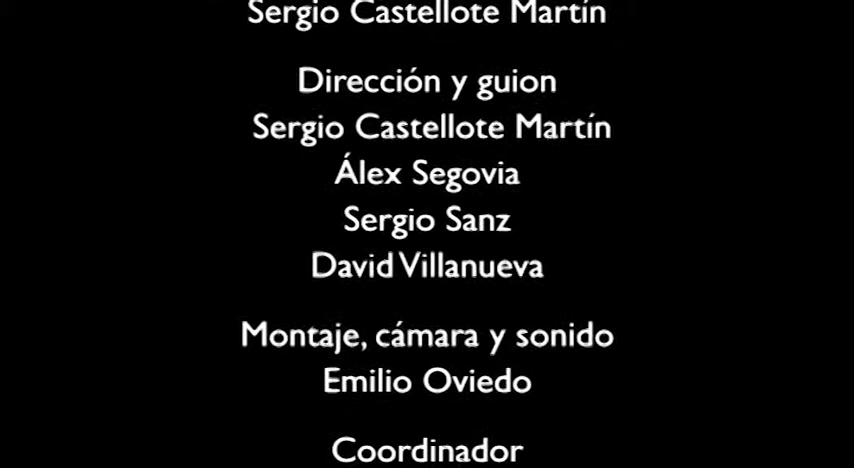 Sergio Castellote Martín
Dirección y guion
Sergio Castellote Martín
Álex Segovia
Sergio Sanz
David Villanueva
Montaje, cámara y sonido
Emilio Oviedo
Coordinador